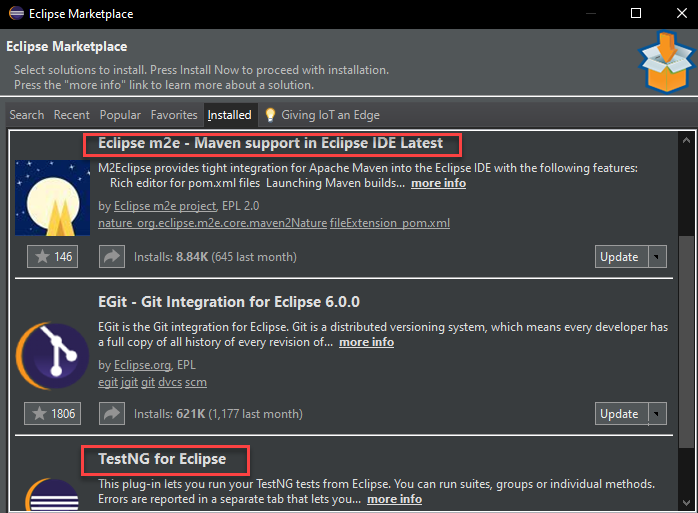 Eclipse Marketplace
Eclipse Marketplace
Select solutions to install. Press Install Now to proceed with installation.
Press the "more info" link to learn more about a solution.
Search Recent Popular Favorites Installed Giving IoT an Edge
Eclipse m2e - Maven support in Eclipse IDE Latest
M2Eclipse provides tight integration for Apache Maven into the Eclipse IDE with the following features:
Rich editor for pom.xml files Launching Maven builds... more info
by Eclipse m2e project, EPL 2.0
nature_org.eclipse.m2e.core.maven2Nature fileExtension_pom.xml
146 Installs: 8.84K (645 last month) Update
EGit - Git Integration for Eclipse 6.0.0
EGit is the Git integration for Eclipse. Git is a distributed versioning system, which means every developer has
a full copy of all history of every revision of... more info
by Eclipse.org, EPL
egit jgit git dvcs scm
1806 Installs: 621K (1,177 last month) Update
TestNG for Eclipse
This plug-in lets you run your TestNG tests from Eclipse. You can run suites, groups or individual methods.
Errors are reported in a separate tab that lets you... more info